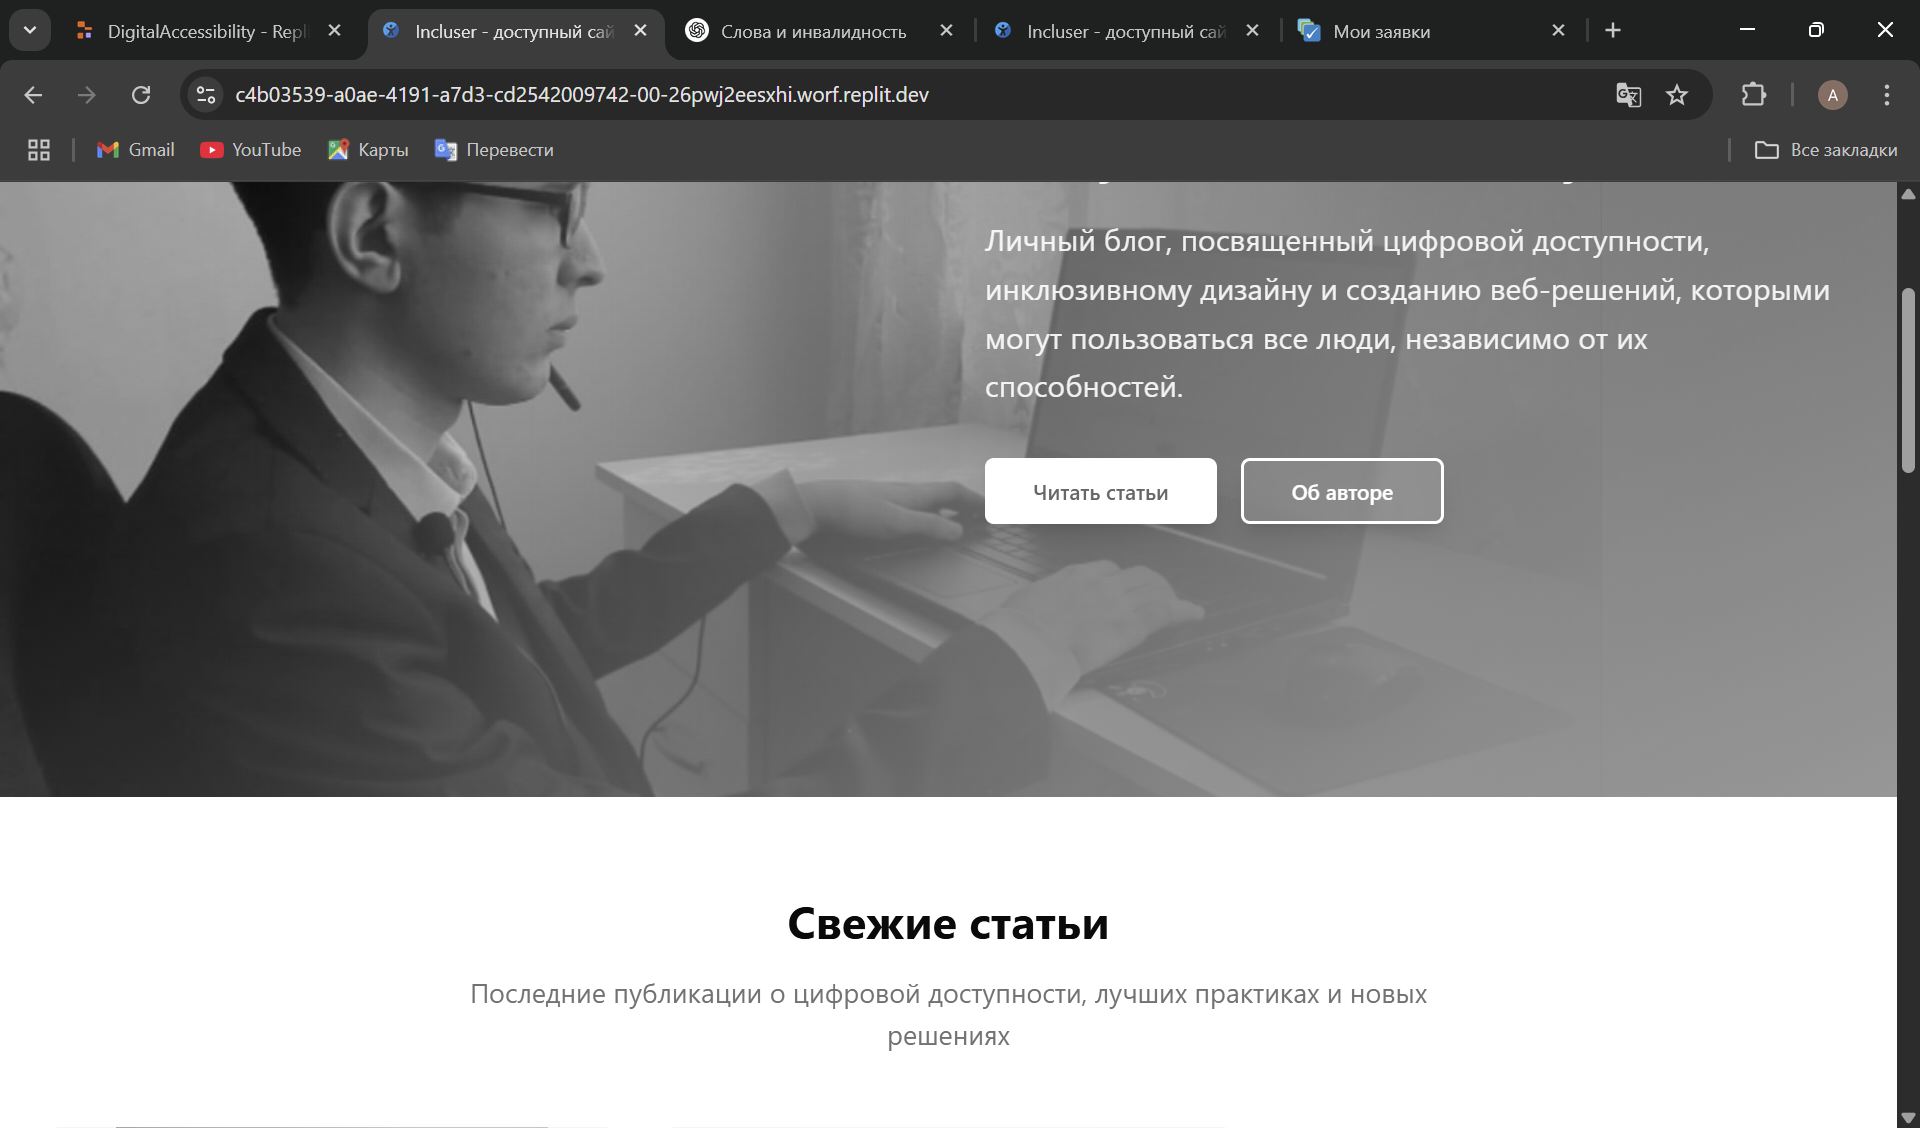 DigitalAccessibility - Repl
Incluser - доступный сай
Слова и инвалидность
Incluser - доступный сай
Мои заявки
c4b03539-a0ae-4191-a7d3-cd2542009742-00-26pwj2eesxhi.worf.replit.dev
A
Gmail
YouTube
Карты
Перевести
Все закладки
Личный блог, посвященный цифровой доступности,
инклюзивному дизайну и созданию веб-решений, которыми
могут пользоваться все люди, независимо от их
способностей.
Читать статьи
Об авторе
Свежие статьи
Последние публикации о цифровой доступности, лучших практиках и новых
решениях